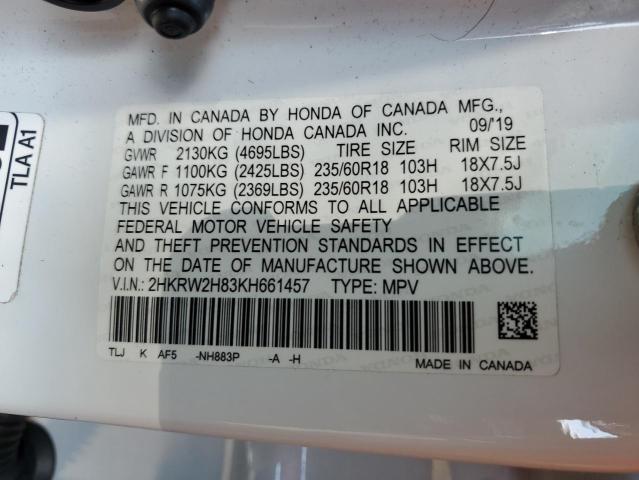 MFD. IN CANADA BY HONDA OF CANADA MFG.,
A DIVISION OF HONDA CANADA INC. 09/'19
GVWR 2130KG (4695LBS) TIRE SIZE RIM SIZE
GAWR F 1100KG (2425LBS) 235/60R18 103H 18X7.5J
GAWR R 1075KG (2369LBS) 235/60R18 103H 18X7.5J
THIS VEHICLE CONFORMS TO ALL APPLICABLE
FEDERAL MOTOR VEHICLE SAFETY
AND THEFT PREVENTION STANDARDS IN EFFECT
ON THE DATE OF MANUFACTURE SHOWN ABOVE.
V.I.N.: 2HKRW2H83KH661457 TYPE: MPV
TLJ K AF5 -NH883P -A -H
MADE IN CANADA
TLA A1